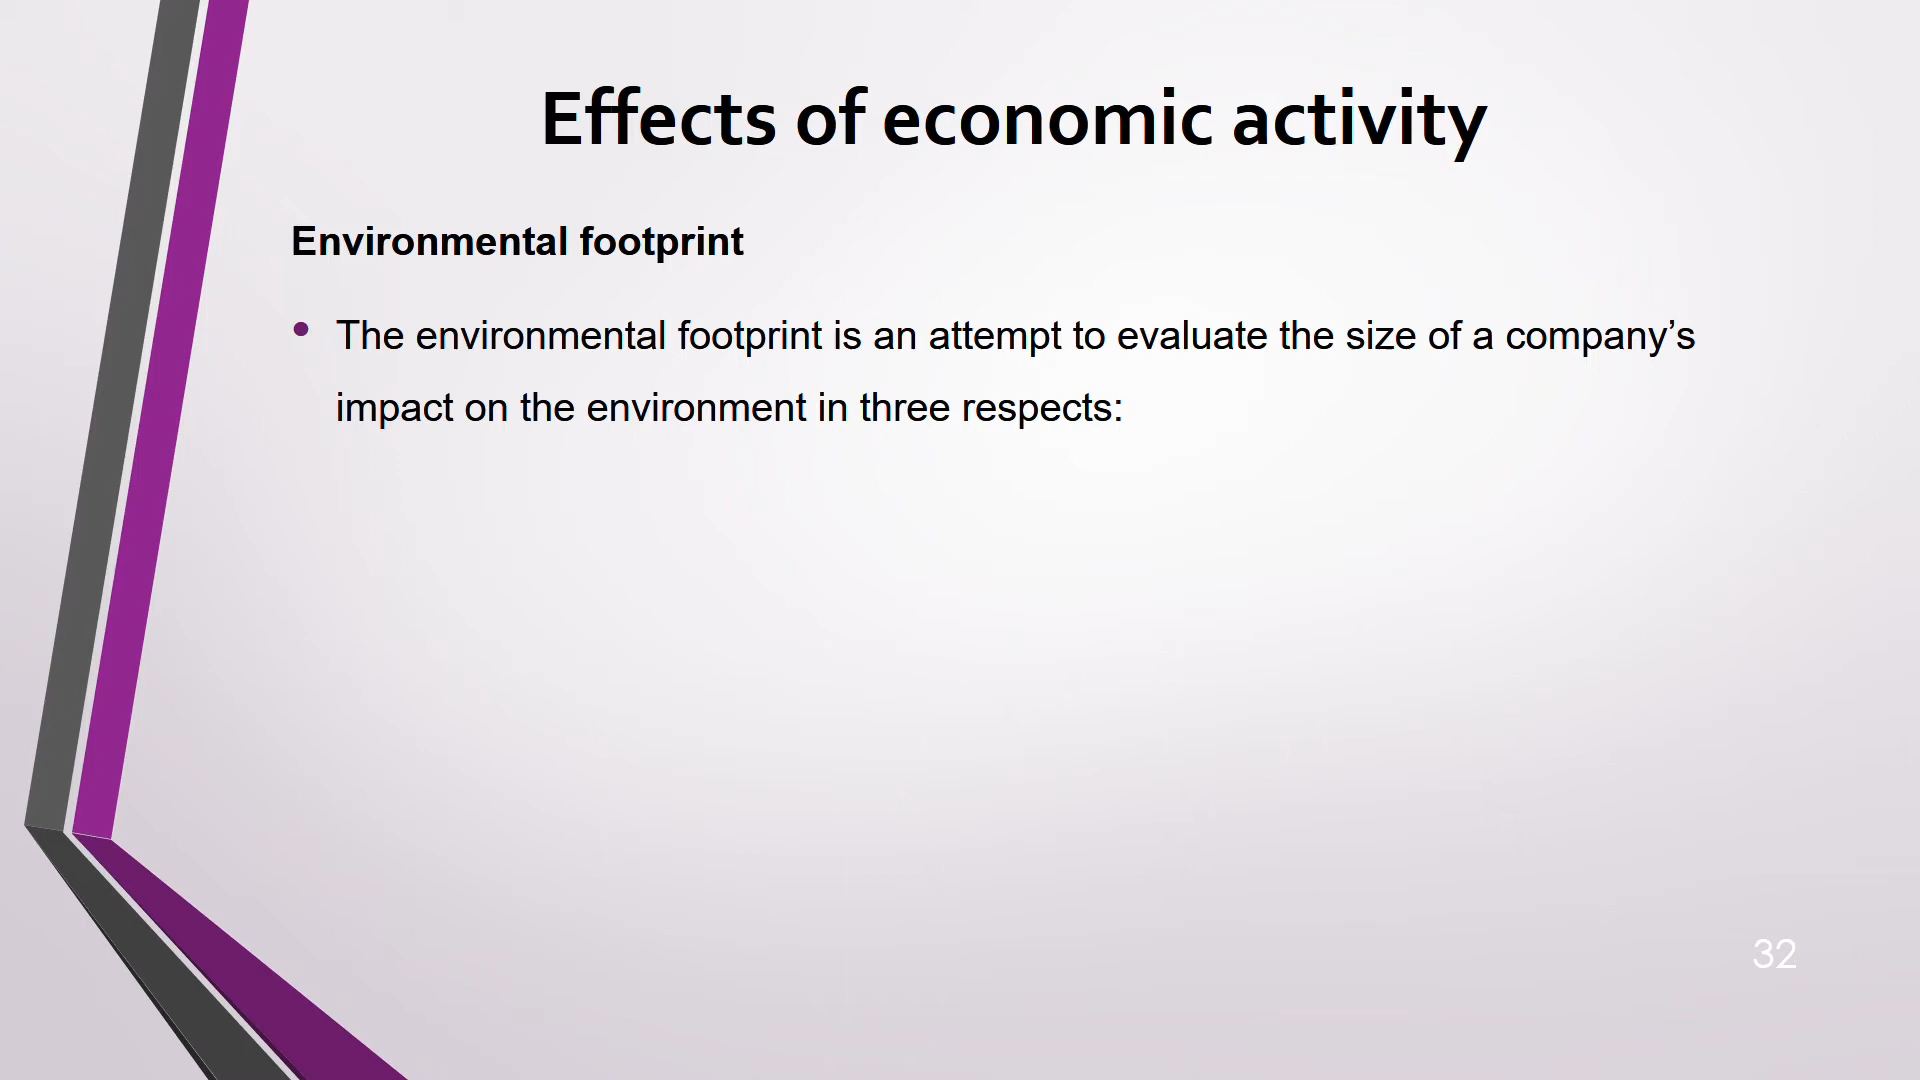 Effects of economic activity
Environmental footprint
• The environmental footprint is an attempt to evaluate the size of a company’s
impact on the environment in three respects:
32